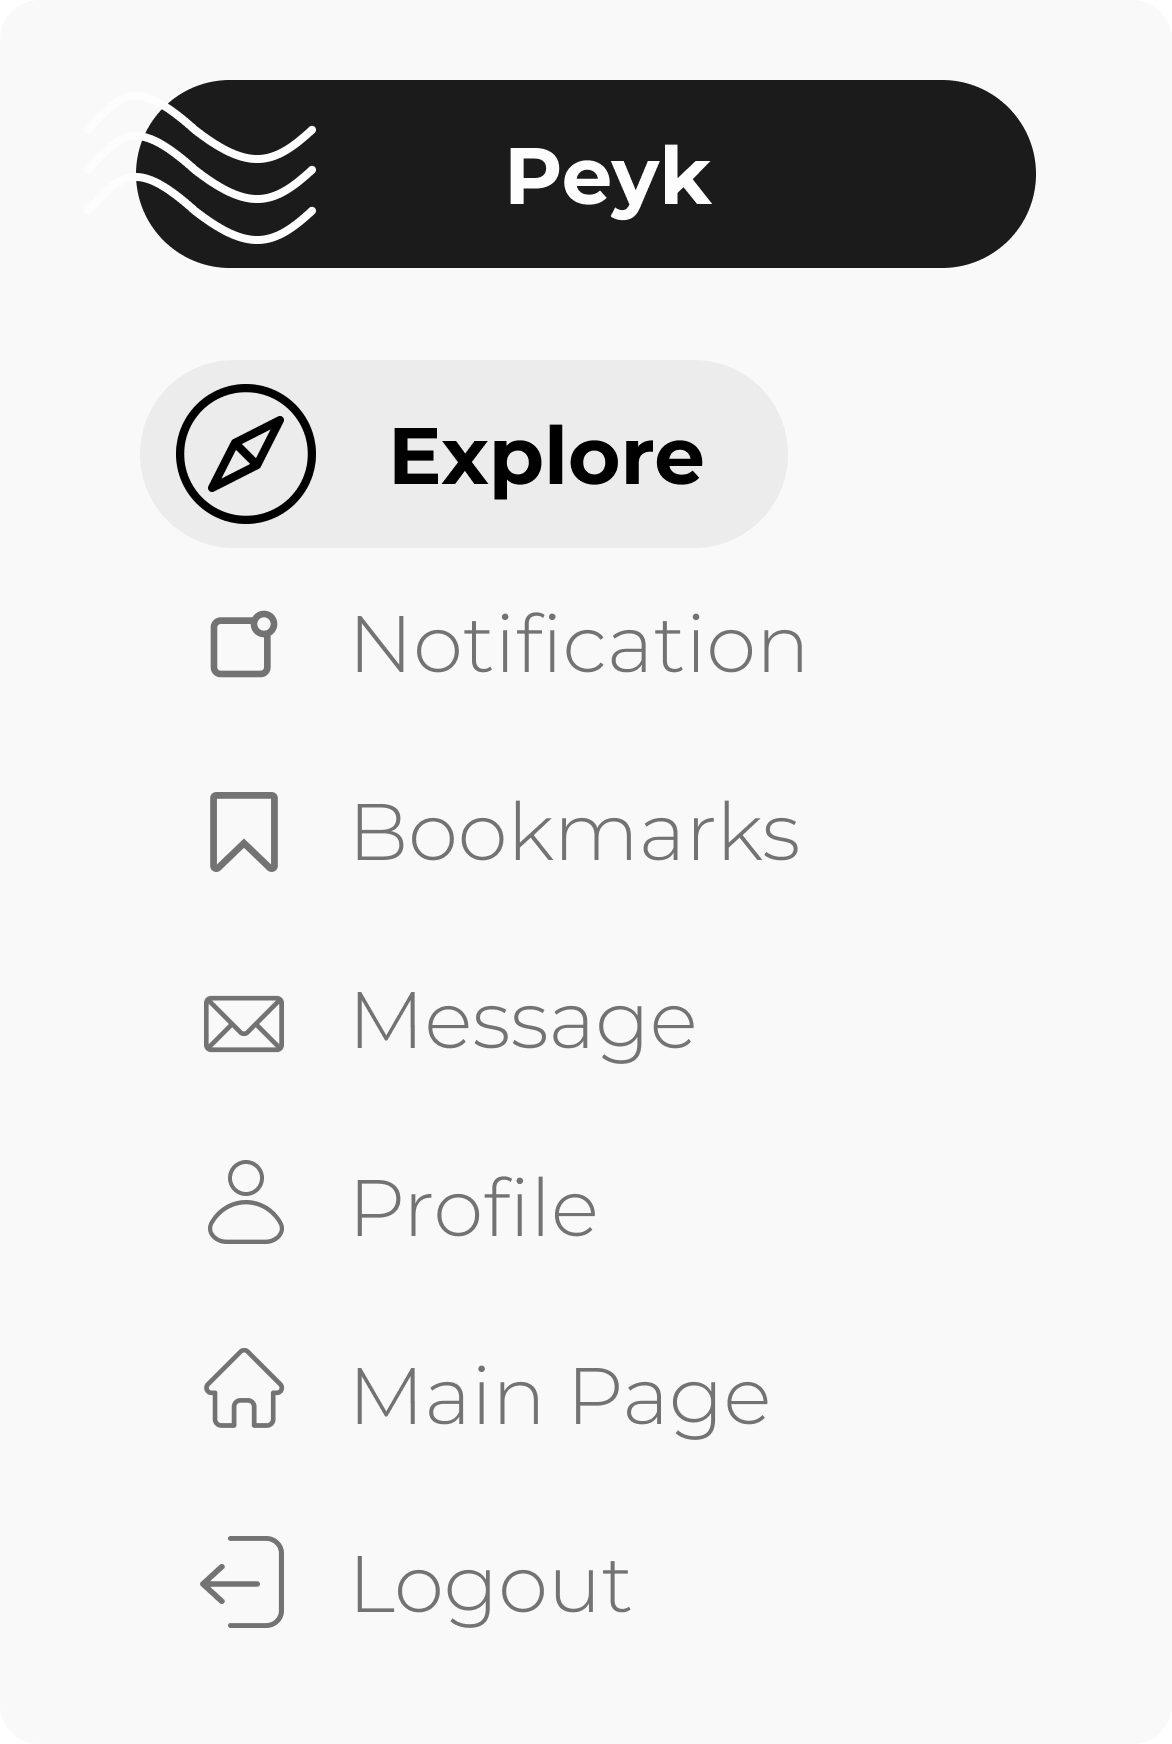 Peyk
Explore
Notification
Bookmarks
Message
Profile
Main Page
Logout